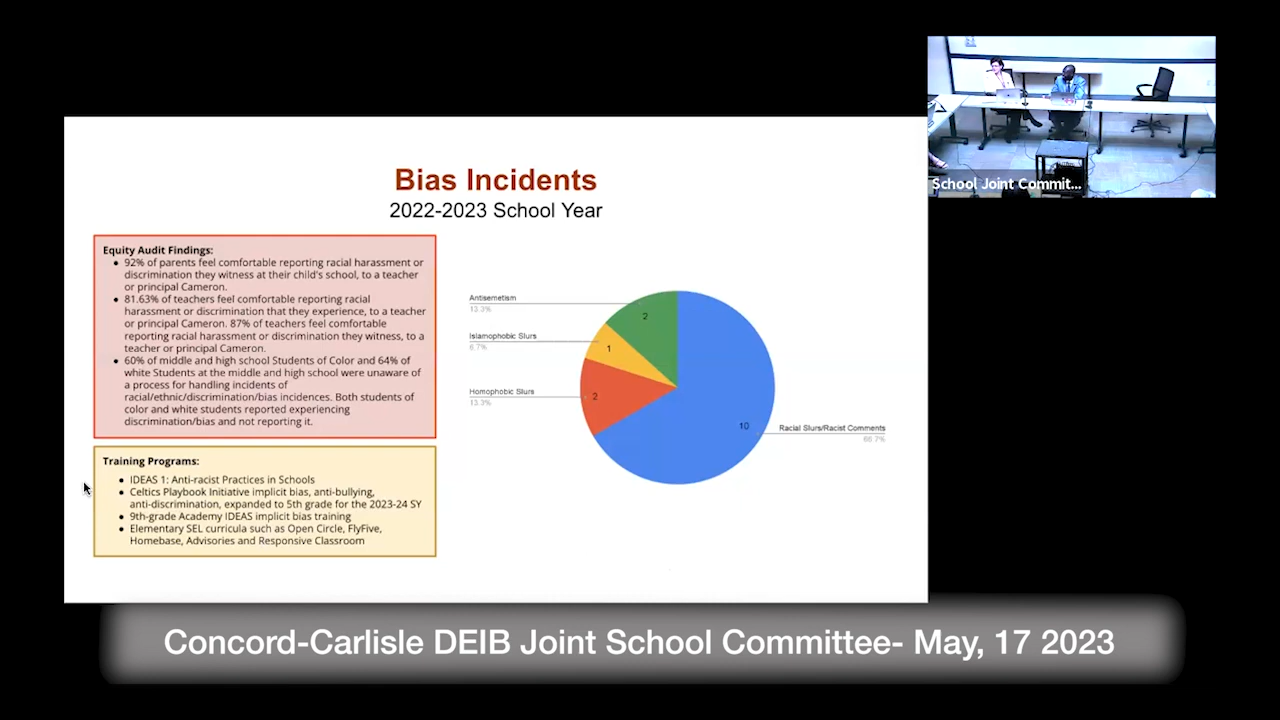 School Joint Commit...
Bias Incidents
2022-2023 School Year
Equity Audit Findings:
• 92% of parents feel comfortable reporting racial harassment or
discrimination they witness at their child's school, to a teacher
or principal Cameron.
• 81.63% of teachers feel comfortable reporting racial
harassment or discrimination that they experience, to a teacher
or principal Cameron. 87% of teachers feel comfortable
reporting racial harassment or discrimination they witness, to a
teacher or principal Cameron.
• 60% of middle and high school Students of Color and 64% of
white Students at the middle and high school were unaware of
a process for handling incidents of
racial/ethnic/discrimination/bias incidences. Both students of
color and white students reported experiencing
discrimination/bias and not reporting it.
Training Programs:
• IDEAS 1: Anti-racist Practices in Schools
• Celtics Playbook Initiative implicit bias, anti-bullying,
anti-discrimination, expanded to 5th grade for the 2023-24 SY
• 9th-grade Academy IDEAS implicit bias training
• Elementary SEL curricula such as Open Circle, FlyFive,
Homebase, Advisories and Responsive Classroom
Antisemetism
13.3%
2
Islamophobic Slurs
6.7%
1
Homophobic Slurs
13.3%
2
10
Racial Slurs/Racist Comments
66.7%
Concord-Carlisle DEIB Joint School Committee- May, 17 2023